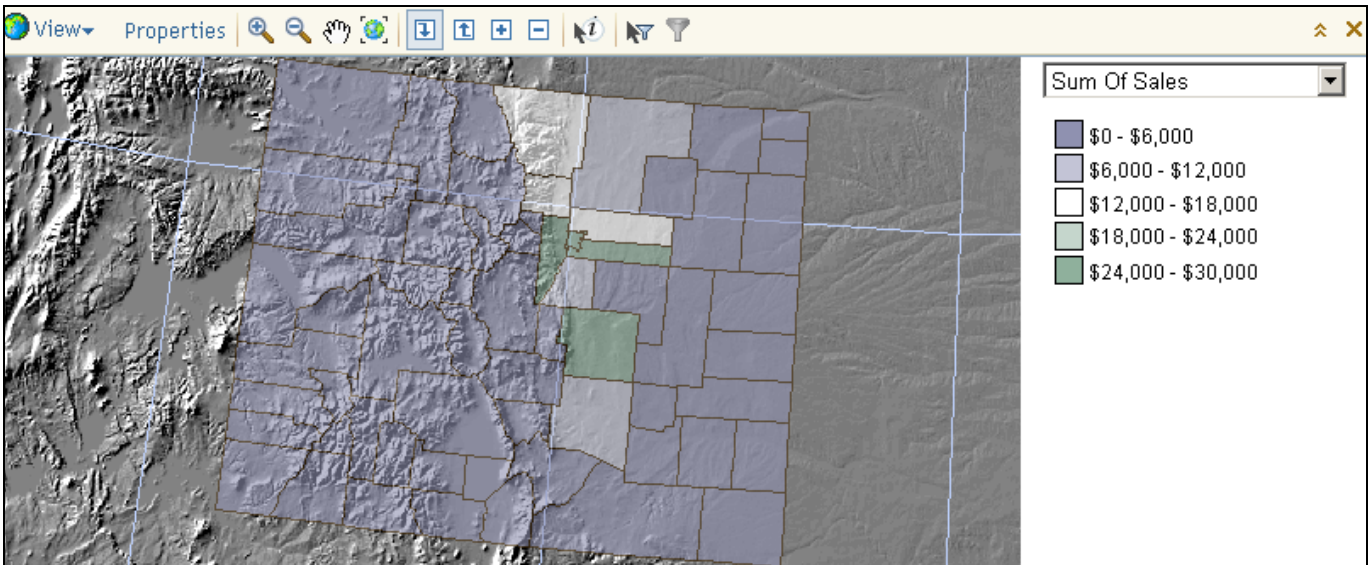 View Properties
Sum Of Sales
$0 - $6,000
$6,000 - $12,000
$12,000 - $18,000
$18,000 - $24,000
$24,000 - $30,000